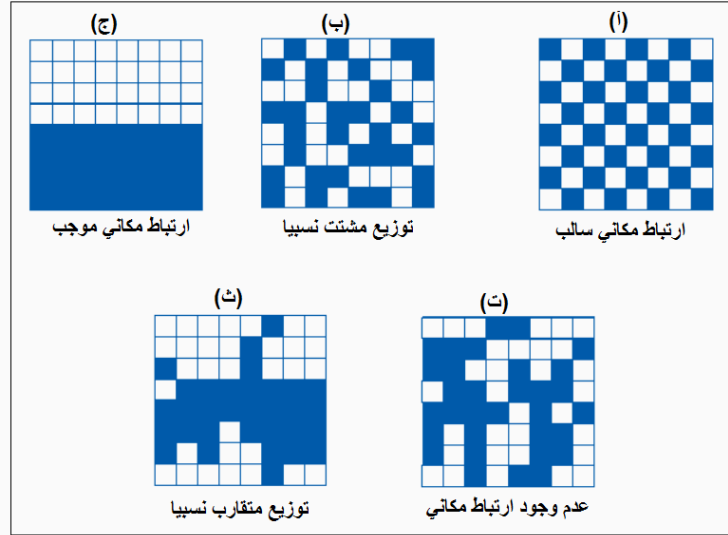 (أ)
ارتباط مكاني سالب
(ب)
توزيع مشتت نسبيا
(ج)
ارتباط مكاني موجب
(ت)
عدم وجود ارتباط مكاني
(ث)
توزيع متقارب نسبيا